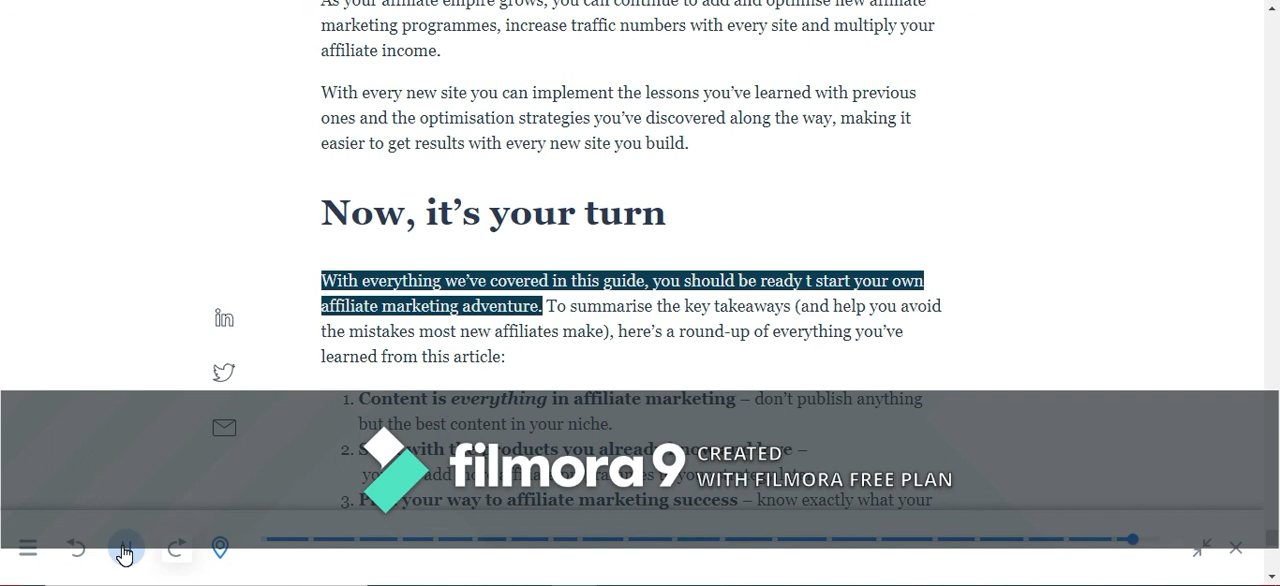 As your affiliate empire grows, you can continue to add and optimise new affiliate
marketing programmes, increase traffic numbers with every site and multiply your
affiliate income.
With every new site you can implement the lessons you’ve learned with previous
ones and the optimisation strategies you’ve discovered along the way, making it
easier to get results with every new site you build.
Now, it’s your turn
With everything we’ve covered in this guide, you should be ready t start your own
affiliate marketing adventure. To summarise the key takeaways (and help you avoid
the mistakes most new affiliates make), here’s a round-up of everything you’ve
learned from this article:
1. Content is everything in affiliate marketing – don’t publish anything
but the best content in your niche.
2. with the products you already –
3. your way to affiliate marketing success – know exactly what your
filmora9 CREATED
WITH FILMORA FREE PLAN